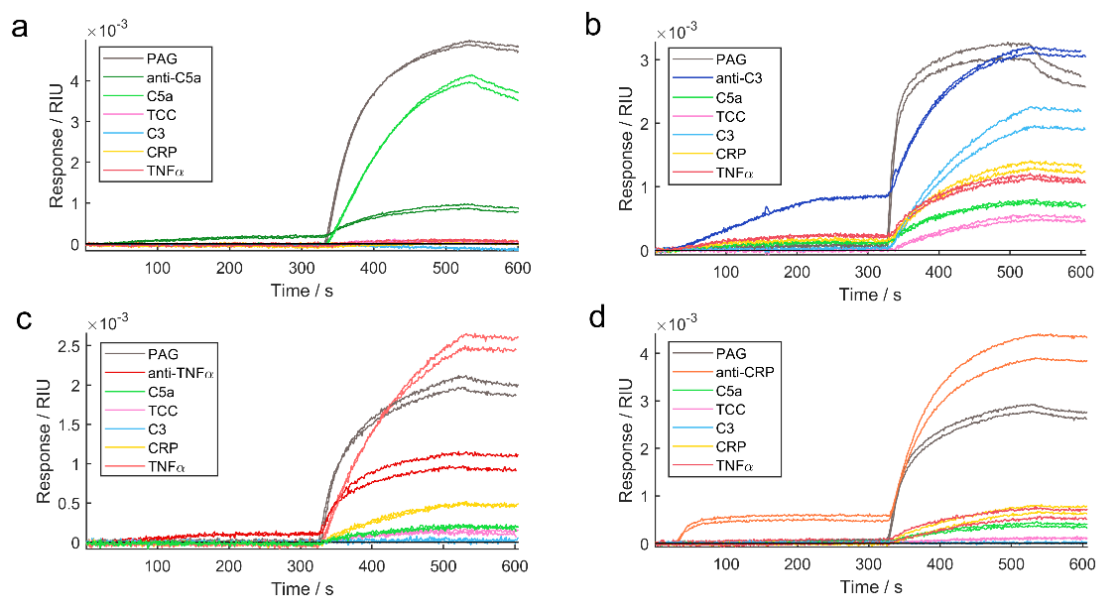 a
×10⁻³
Response / RIU
4
3
2
1
0
PAG
anti-C5a
C5a
TCC
C3
CRP
TNFα
100 200 300 400 500 600
Time / s
b
×10⁻³
Response / RIU
3
2
1
0
PAG
anti-C3
C5a
TCC
C3
CRP
TNFα
100 200 300 400 500 600
Time / s
c
×10⁻³
Response / RIU
2.5
2
1.5
1
0.5
0
PAG
anti-TNFα
C5a
TCC
C3
CRP
TNFα
100 200 300 400 500 600
Time / s
d
×10⁻³
Response / RIU
4
3
2
1
0
PAG
anti-CRP
C5a
TCC
C3
CRP
TNFα
100 200 300 400 500 600
Time / s